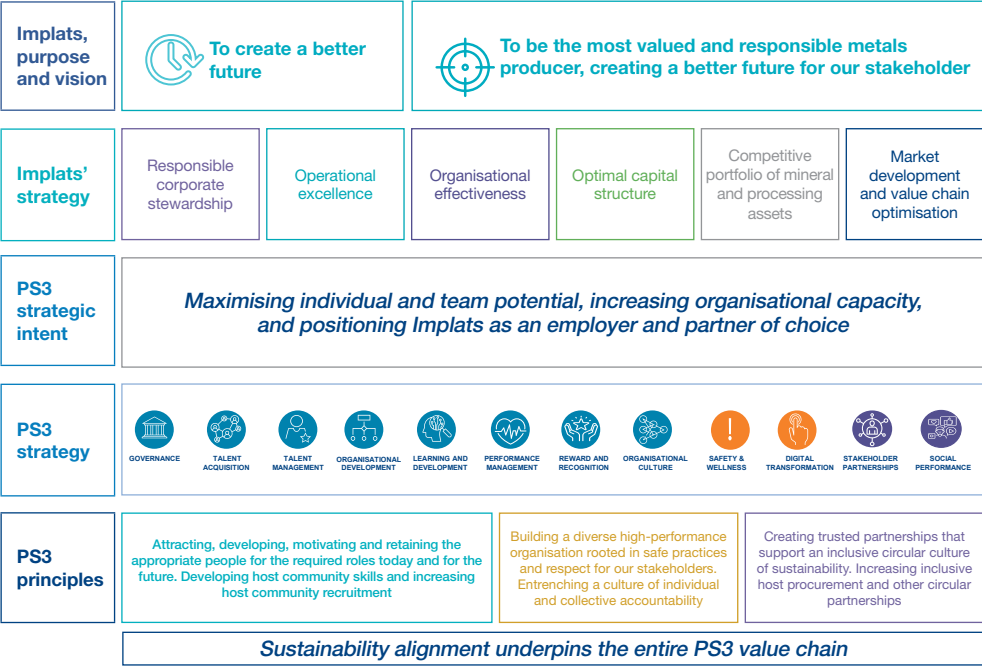 Implats,
purpose
and vision
To create a better
future
To be the most valued and responsible metals
producer, creating a better future for our stakeholder
Implats'
strategy
Responsible
corporate
stewardship
Operational
excellence
Organisational
effectiveness
Optimal capital
structure
Competitive
portfolio of mineral
and processing
assets
Market
development
and value chain
optimisation
PS3
strategic
intent
Maximising individual and team potential, increasing organisational capacity,
and positioning Implats as an employer and partner of choice
PS3
strategy
GOVERNANCE
TALENT
ACQUISITION
TALENT
MANAGEMENT
ORGANISATIONAL
DEVELOPMENT
LEARNING AND
DEVELOPMENT
PERFORMANCE
MANAGEMENT
REWARD AND
RECOGNITION
ORGANISATIONAL
CULTURE
SAFETY &
WELLNESS
DIGITAL
TRANSFORMATION
STAKEHOLDER
PARTNERSHIPS
SOCIAL
PERFORMANCE
PS3
principles
Attracting, developing, motivating and retaining the
appropriate people for the required roles today and for the
future. Developing host community skills and increasing
host community recruitment
Building a diverse high-performance
organisation rooted in safe practices
and respect for our stakeholders.
Entrenching a culture of individual
and collective accountability
Creating trusted partnerships that
support an inclusive circular culture
of sustainability. Increasing inclusive
host procurement and other circular
partnerships
Sustainability alignment underpins the entire PS3 value chain